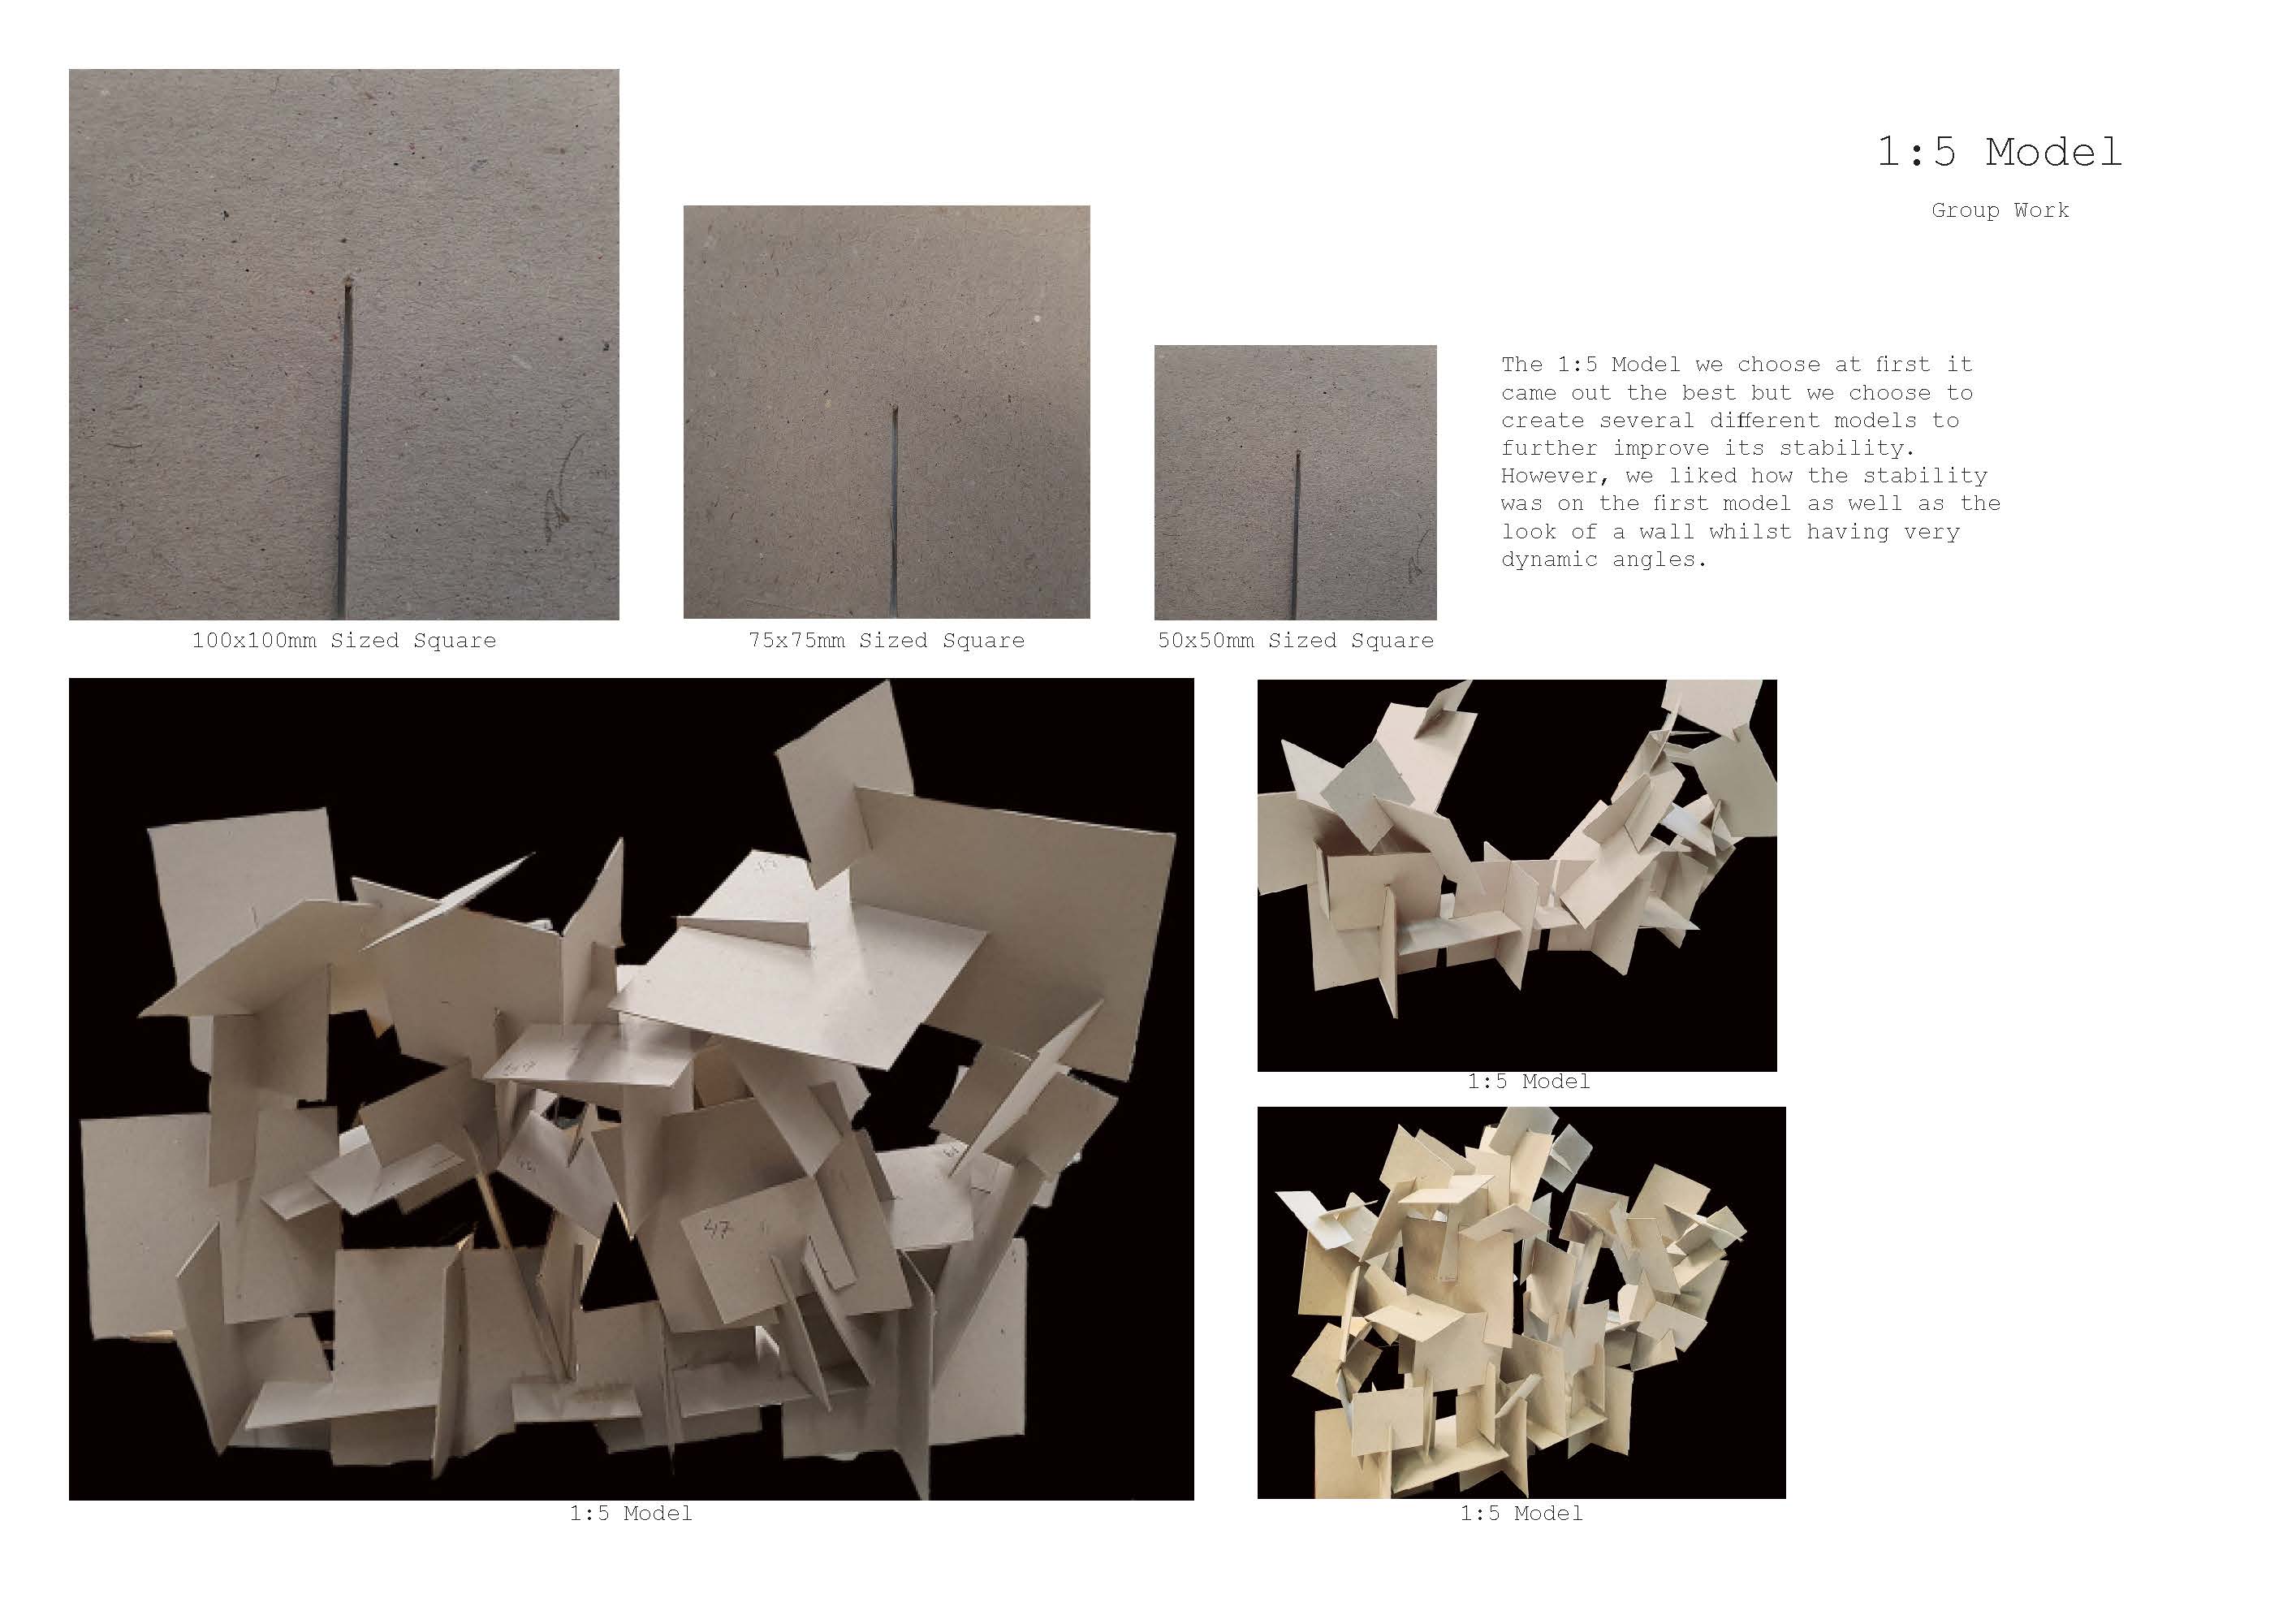 1:5 Model
Group Work
The 1:5 Model we choose at first it
came out the best but we choose to
create several different models to
further improve its stability.
However, we liked how the stability
was on the first model as well as the
look of a wall whilst having very
dynamic angles.
100x100mm Sized Square
75x75mm Sized Square
50x50mm Sized Square
47
1:5 Model
1:5 Model
1:5 Model